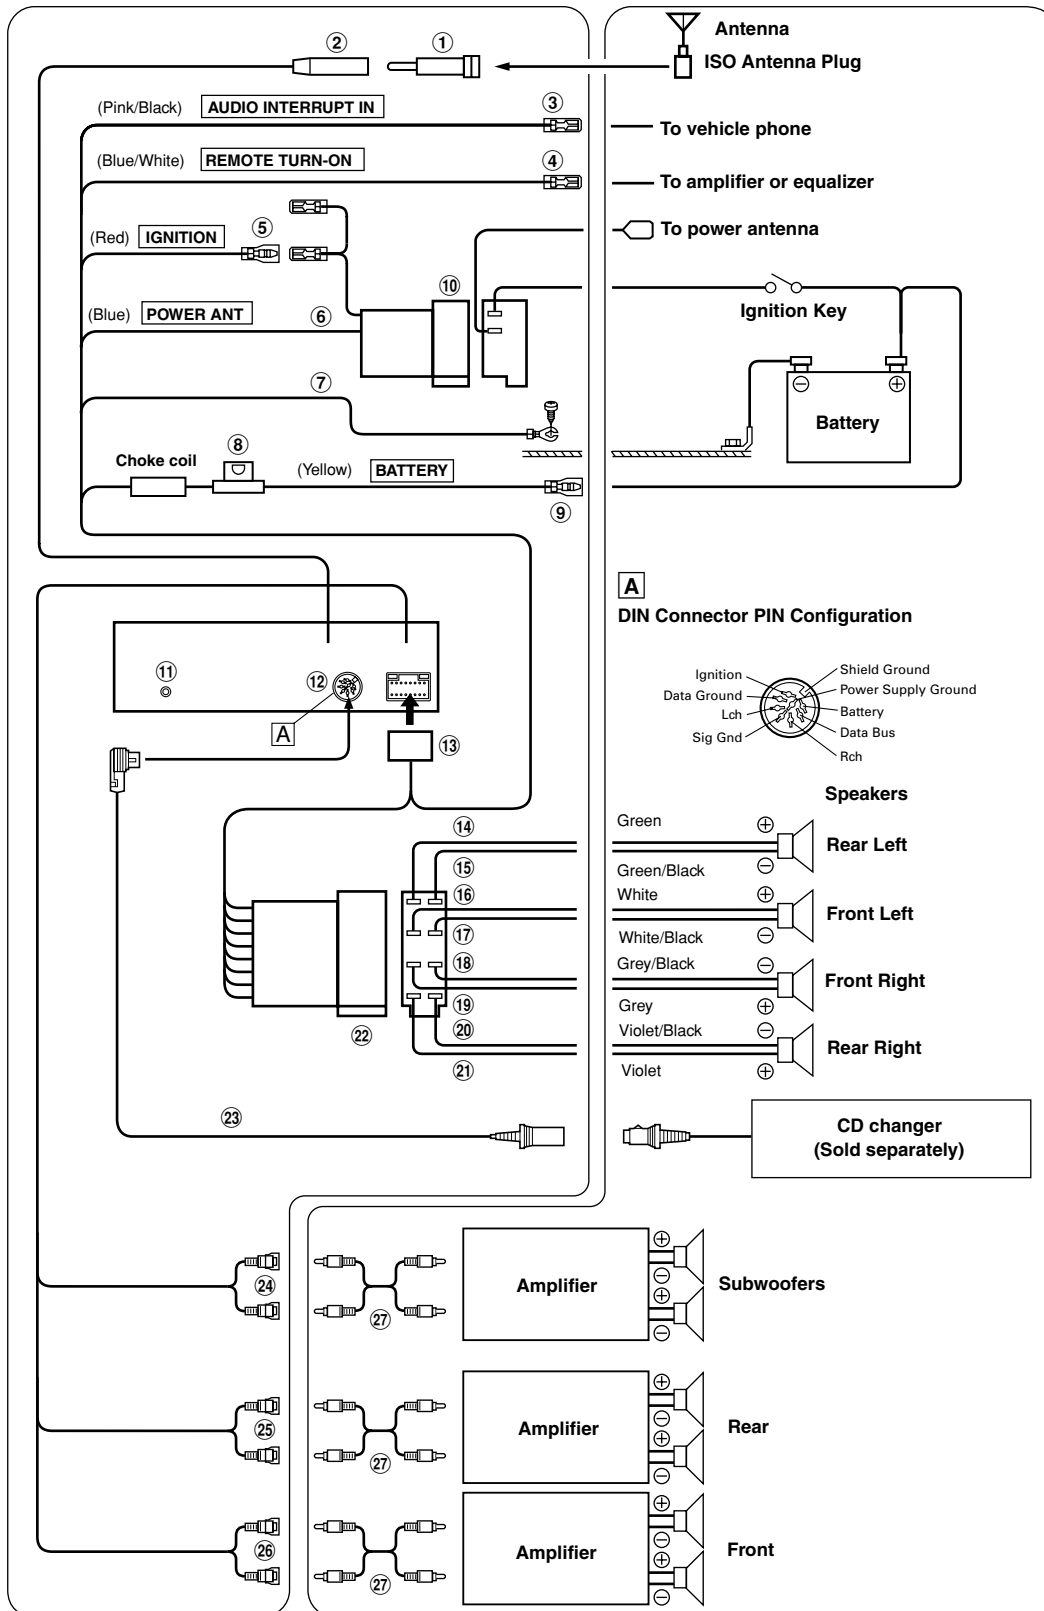 Antenna
② ①
ISO Antenna Plug
(Pink/Black) AUDIO INTERRUPT IN ③
To vehicle phone
(Blue/White) REMOTE TURN-ON ④
To amplifier or equalizer
(Red) IGNITION ⑤
To power antenna
⑩
Ignition Key
(Blue) POWER ANT ⑥
⑦
⊖ ⊕
Battery
⑧
Choke coil
(Yellow) BATTERY
⑨
A
DIN Connector PIN Configuration
⑪
⑫
A
⑬
Ignition
Data Ground
Lch
Sig Gnd
Shield Ground
Power Supply Ground
Battery
Data Bus
Rch
Speakers
⑭ Green ⊕
Rear Left
⑮ Green/Black ⊖
⑯ White ⊕
Front Left
⑰ White/Black ⊖
⑱ Grey/Black ⊖
Front Right
⑲ Grey ⊕
⑳ Violet/Black ⊖
Rear Right
㉑ Violet ⊕
㉒
㉓
CD changer
(Sold separately)
㉔
㉗
Amplifier
⊕
⊖
⊕
⊖
Subwoofers
㉕
㉗
Amplifier
⊕
⊖
⊕
⊖
Rear
㉖
㉗
Amplifier
⊕
⊖
⊕
⊖
Front